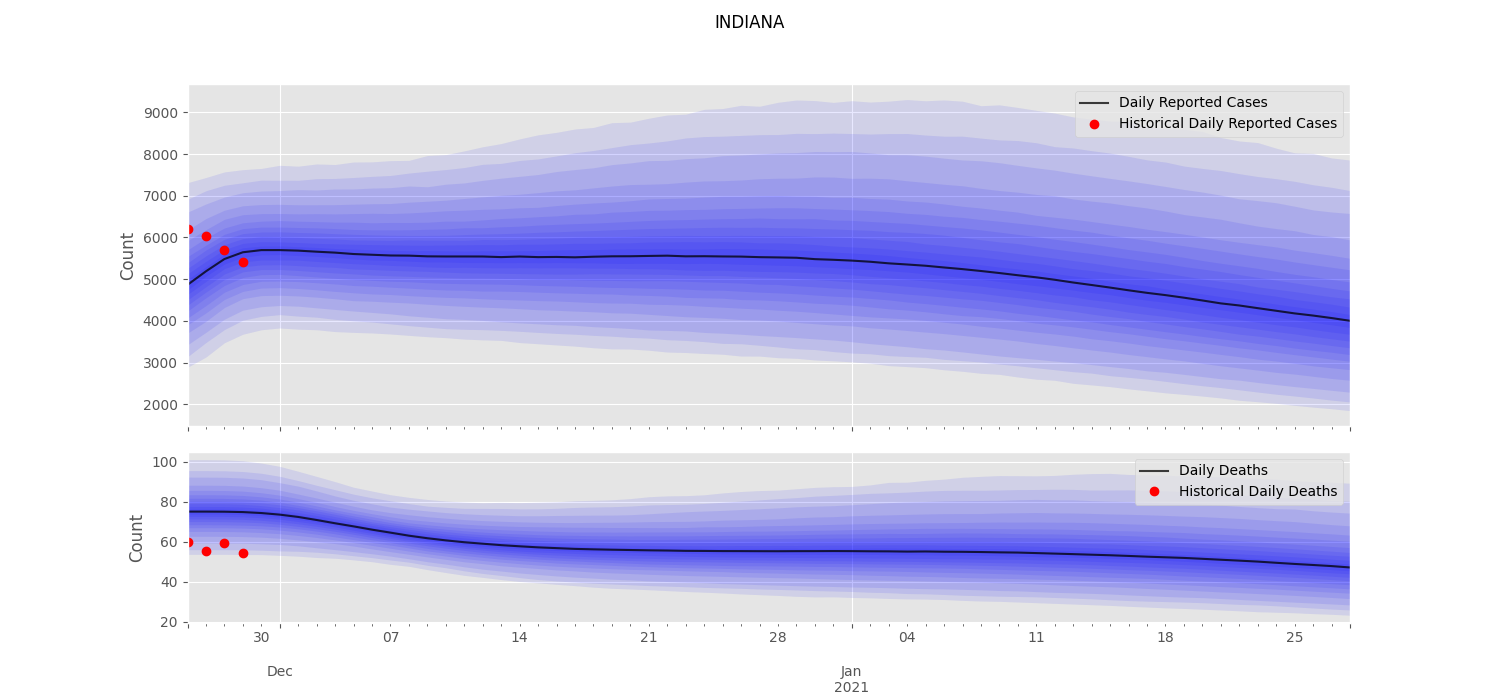 INDIANA
Count
9000
8000
7000
6000
5000
4000
3000
2000
Daily Reported Cases
Historical Daily Reported Cases
Count
100
80
60
40
20
Daily Deaths
Historical Daily Deaths
30 07 14 21 28 04 11 18 25
Dec Jan
2021